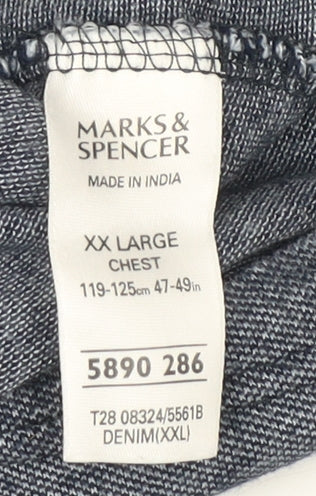 MARKS &
SPENCER
MADE IN INDIA
XX LARGE
CHEST
119-125cm 47-49in
5890 286
T28 08324/5561B
DENIM(XXL)